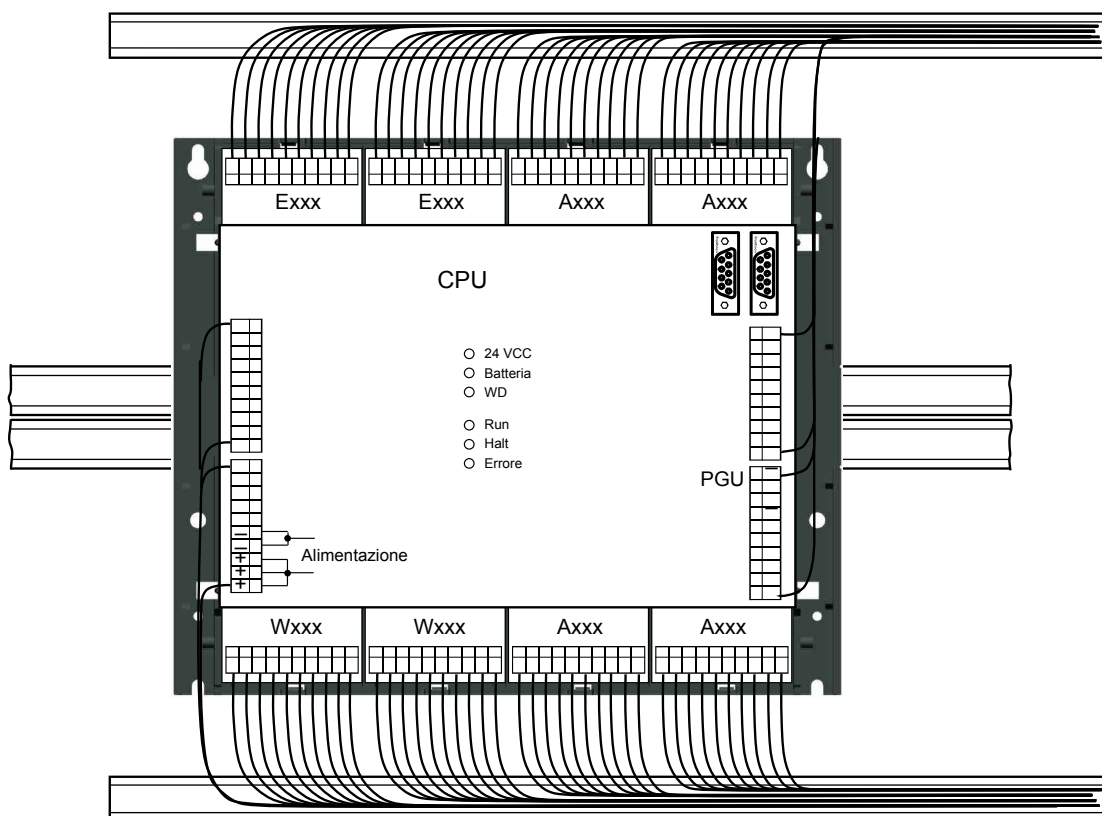 Exxx Exxx Axxx Axxx
CPU
24 VCC
Batteria
WD
Run
Halt
Errore
PGU
–
–
+
+
+
Alimentazione
Wxxx Wxxx Axxx Axxx